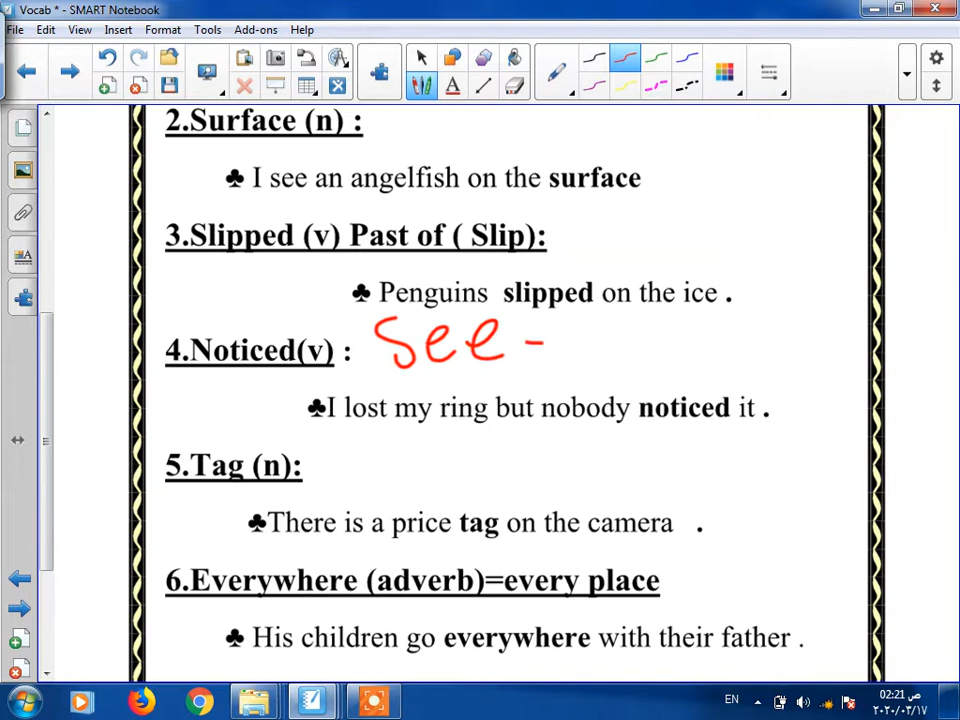 Vocab * - SMART Notebook
File Edit View Insert Format Tools Add-ons Help
2.Surface (n) :
♣ I see an angelfish on the surface
3.Slipped (v) Past of ( Slip):
♣ Penguins slipped on the ice .
4.Noticed(v) : See -
♣I lost my ring but nobody noticed it .
5.Tag (n):
♣There is a price tag on the camera .
6.Everywhere (adverb)=every place
♣ His children go everywhere with their father .
EN
02:21 ص
٢٠٢٠/٠٣/١٧